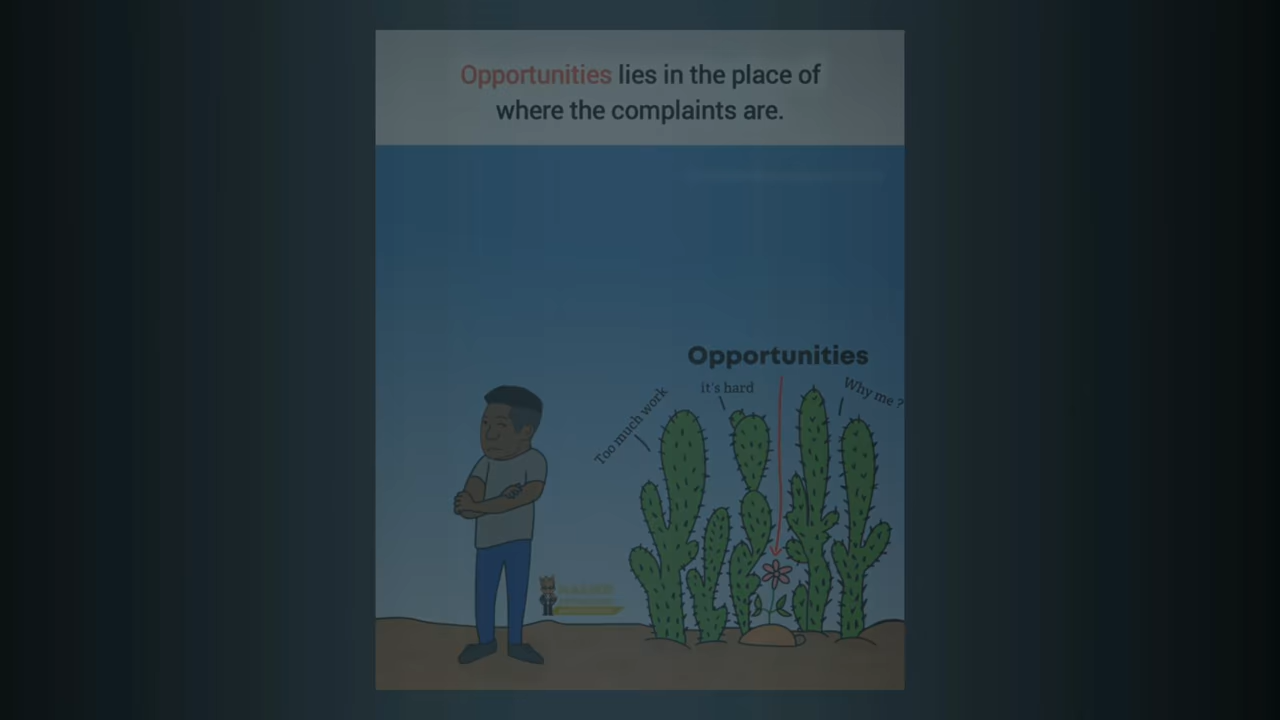 Opportunities lies in the place of
where the complaints are.
Opportunities
Too much work
it's hard
Why me ?